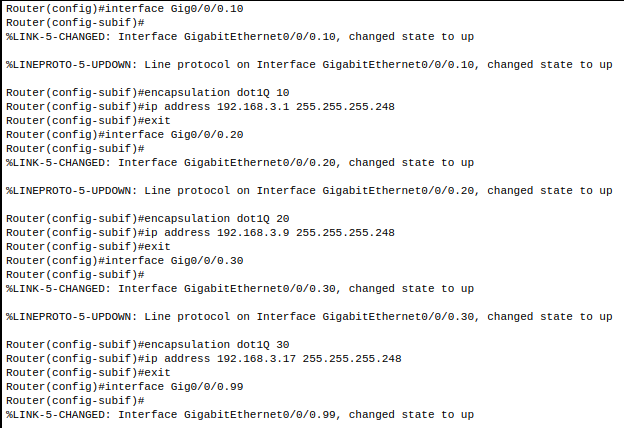 Router(config)#interface Gig0/0/0.10
Router(config-subif)#
%LINK-5-CHANGED: Interface GigabitEthernet0/0/0.10, changed state to up
%LINEPROTO-5-UPDOWN: Line protocol on Interface GigabitEthernet0/0/0.10, changed state to up
Router(config-subif)#encapsulation dot1Q 10
Router(config-subif)#ip address 192.168.3.1 255.255.255.248
Router(config-subif)#exit
Router(config)#interface Gig0/0/0.20
Router(config-subif)#
%LINK-5-CHANGED: Interface GigabitEthernet0/0/0.20, changed state to up
%LINEPROTO-5-UPDOWN: Line protocol on Interface GigabitEthernet0/0/0.20, changed state to up
Router(config-subif)#encapsulation dot1Q 20
Router(config-subif)#ip address 192.168.3.9 255.255.255.248
Router(config-subif)#exit
Router(config)#interface Gig0/0/0.30
Router(config-subif)#
%LINK-5-CHANGED: Interface GigabitEthernet0/0/0.30, changed state to up
%LINEPROTO-5-UPDOWN: Line protocol on Interface GigabitEthernet0/0/0.30, changed state to up
Router(config-subif)#encapsulation dot1Q 30
Router(config-subif)#ip address 192.168.3.17 255.255.255.248
Router(config-subif)#exit
Router(config)#interface Gig0/0/0.99
Router(config-subif)#
%LINK-5-CHANGED: Interface GigabitEthernet0/0/0.99, changed state to up